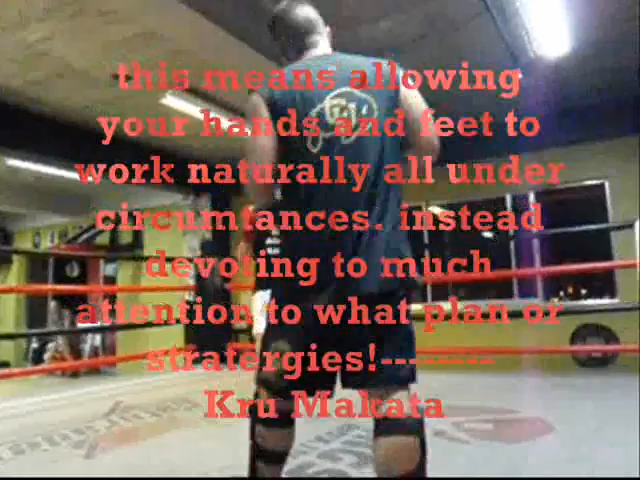 this means allowing
your hands and feet to
work naturally all under
circumtances. instead
devoting to much
attention to what plan or
stratergies!--------
Kru Makata